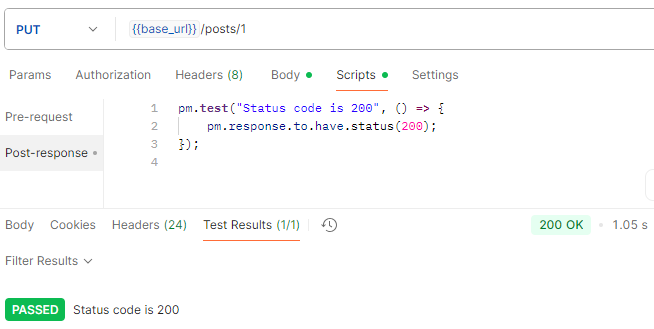 PUT {{base_url}}/posts/1
Params Authorization Headers (8) Body Scripts Settings
Pre-request
Post-response
1 pm.test("Status code is 200", () => {
2 pm.response.to.have.status(200);
3 });
4
Body Cookies Headers (24) Test Results (1/1) 200 OK 1.05 s
Filter Results
PASSED Status code is 200